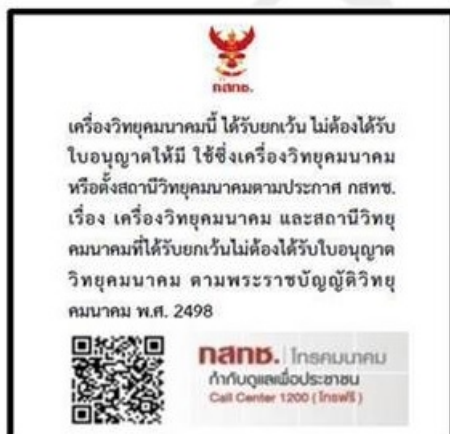 กสทช.
เครื่องวิทยุคมนาคมนี้ ได้รับยกเว้น ไม่ต้องได้รับ
ใบอนุญาตให้มี ใช้ซึ่งเครื่องวิทยุคมนาคม
หรือตั้งสถานีวิทยุคมนาคมตามประกาศ กสทช.
เรื่อง เครื่องวิทยุคมนาคม และสถานีวิทยุ
คมนาคมที่ได้รับยกเว้นไม่ต้องได้รับใบอนุญาต
วิทยุคมนาคม ตามพระราชบัญญัติวิทยุ
คมนาคม พ.ศ. 2498
กสทช. | โทรคมนาคม
กำกับดูแลเพื่อประชาชน
Call Center 1200 (โทรฟรี)